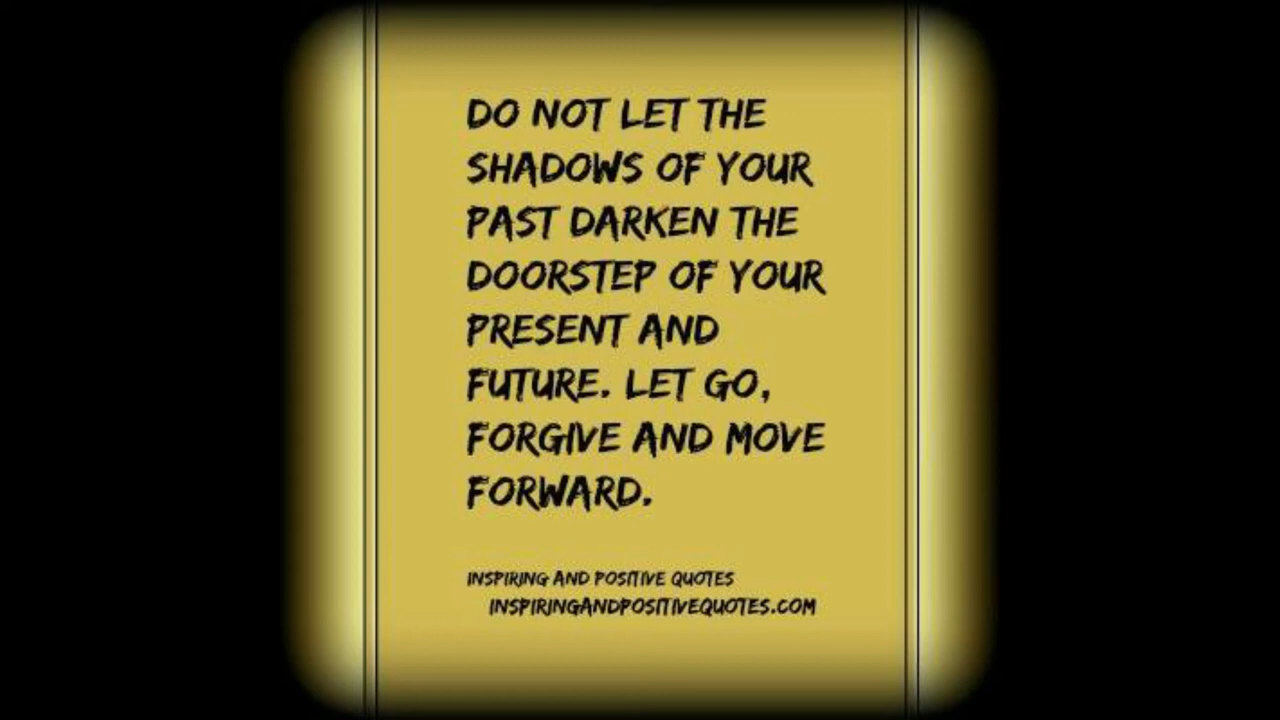 DO NOT LET THE
SHADOWS OF YOUR
PAST DARKEN THE
DOORSTEP OF YOUR
PRESENT AND
FUTURE. LET GO,
FORGIVE AND MOVE
FORWARD.
INSPIRING AND POSITIVE QUOTES
INSPIRINGANDPOSITIVEQUOTES.COM